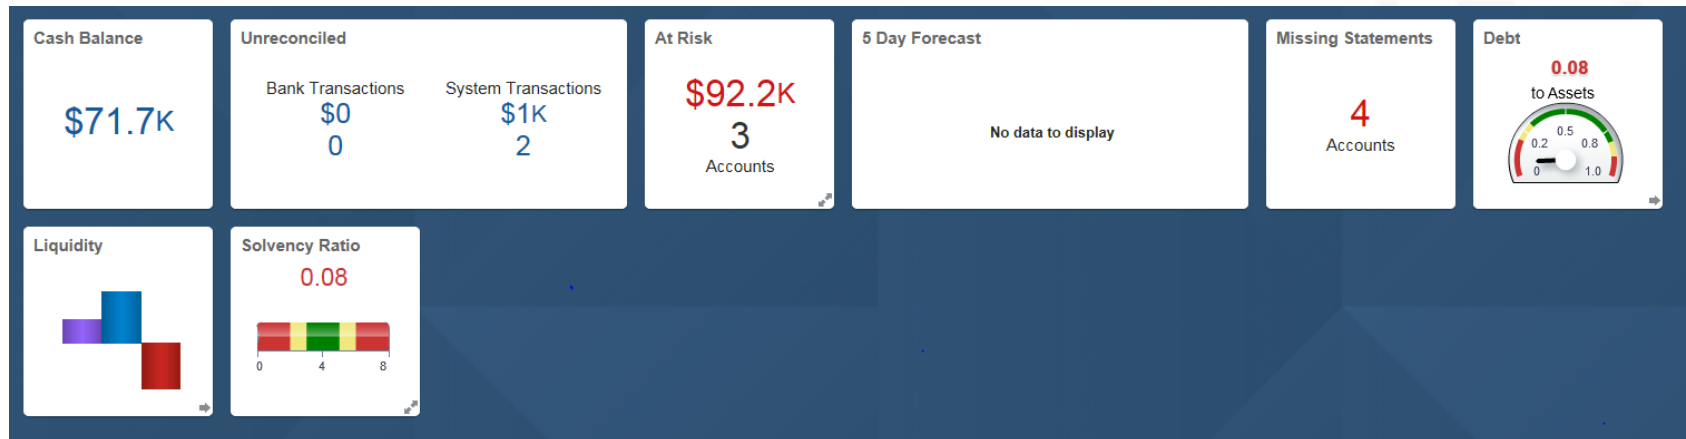 Cash Balance
$71.7K
Unreconciled
Bank Transactions
$0
0
System Transactions
$1K
2
At Risk
$92.2K
3
Accounts
5 Day Forecast
No data to display
Missing Statements
4
Accounts
Debt
0.08
to Assets
0 0.2 0.5 0.8 1.0
Liquidity
Solvency Ratio
0.08
0 4 8